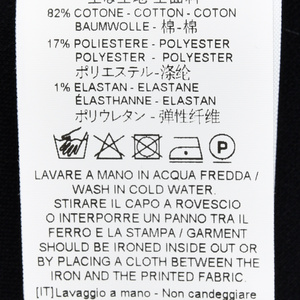 82% COTONE - COTTON - COTON
BAUMWOLLE - 棉 - 棉
17% POLIESTERE - POLYESTER
POLYESTER - POLYESTER
ポリエステル - 涤纶
1% ELASTAN - ELASTANE
ÉLASTHANNE - ELASTAN
ポリウレタン - 弹性纤维
LAVARE A MANO IN ACQUA FREDDA /
WASH IN COLD WATER.
STIRARE IL CAPO A ROVESCIO
O INTERPORRE UN PANNO TRA IL
FERRO E LA STAMPA / GARMENT
SHOULD BE IRONED INSIDE OUT OR
BY PLACING A CLOTH BETWEEN THE
IRON AND THE PRINTED FABRIC.
[IT]Lavaggio a mano - Non candeggiare